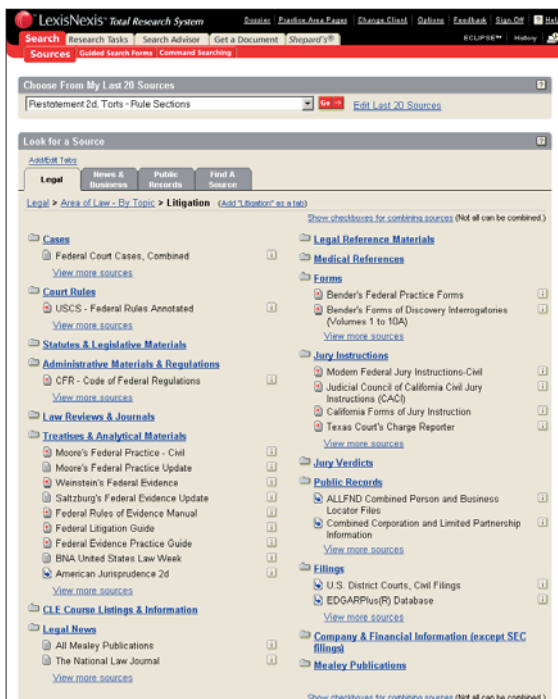 LexisNexis™ Total Research System
Dossier | Practice Area Pages | Change Client | Options | Feedback | Sign Off | ? Help
Search Research Tasks Search Advisor Get a Document Shepard's® ECLIPSE™ History
Sources Guided Search Forms Command Searching
Choose From My Last 20 Sources
Restatement 2d, Torts - Rule Sections Go → Edit Last 20 Sources
Look for a Source
Add/Edit Tabs
Legal News & Business Public Records Find A Source
Legal > Area of Law - By Topic > Litigation (Add "Litigation" as a tab)
Show checkboxes for combining sources (Not all can be combined.)
Cases
Federal Court Cases, Combined
View more sources
Court Rules
USCS - Federal Rules Annotated
View more sources
Statutes & Legislative Materials
Administrative Materials & Regulations
CFR - Code of Federal Regulations
View more sources
Law Reviews & Journals
Treatises & Analytical Materials
Moore's Federal Practice - Civil
Moore's Federal Practice Update
Weinstein's Federal Evidence
Saltzburg's Federal Evidence Update
Federal Rules of Evidence Manual
Federal Litigation Guide
Federal Evidence Practice Guide
BNA United States Law Week
American Jurisprudence 2d
View more sources
CLE Course Listings & Information
Legal News
All Mealey Publications
The National Law Journal
View more sources
Legal Reference Materials
Medical References
Forms
Bender's Federal Practice Forms
Bender's Forms of Discovery Interrogatories
(Volumes 1 to 10A)
View more sources
Jury Instructions
Modern Federal Jury Instructions-Civil
Judicial Council of California Civil Jury
Instructions (CACI)
California Forms of Jury Instruction
Texas Court's Charge Reporter
View more sources
Jury Verdicts
Public Records
ALLFND Combined Person and Business
Locator Files
Combined Corporation and Limited Partnership
Information
View more sources
Filings
U.S. District Courts, Civil Filings
EDGARPlus(R) Database
View more sources
Company & Financial Information (except SEC
filings)
Mealey Publications
Show checkboxes for combining sources (Not all can be combined.)